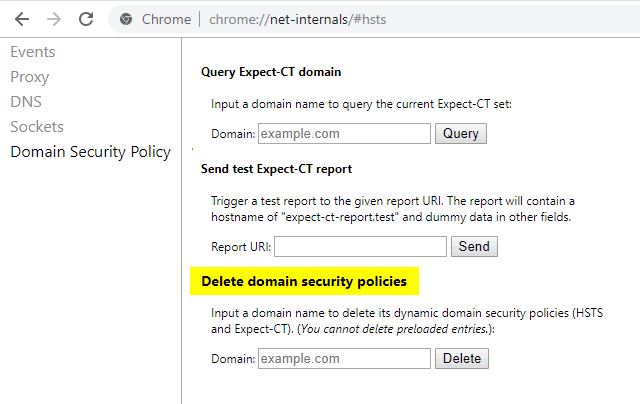 Chrome | chrome://net-internals/#hsts
Events
Proxy
DNS
Sockets
Domain Security Policy
Query Expect-CT domain
Input a domain name to query the current Expect-CT set:
Domain: example.com Query
Send test Expect-CT report
Trigger a test report to the given report URI. The report will contain a
hostname of "expect-ct-report.test" and dummy data in other fields.
Report URI: Send
Delete domain security policies
Input a domain name to delete its dynamic domain security policies (HSTS
and Expect-CT). (You cannot delete preloaded entries.):
Domain: example.com Delete